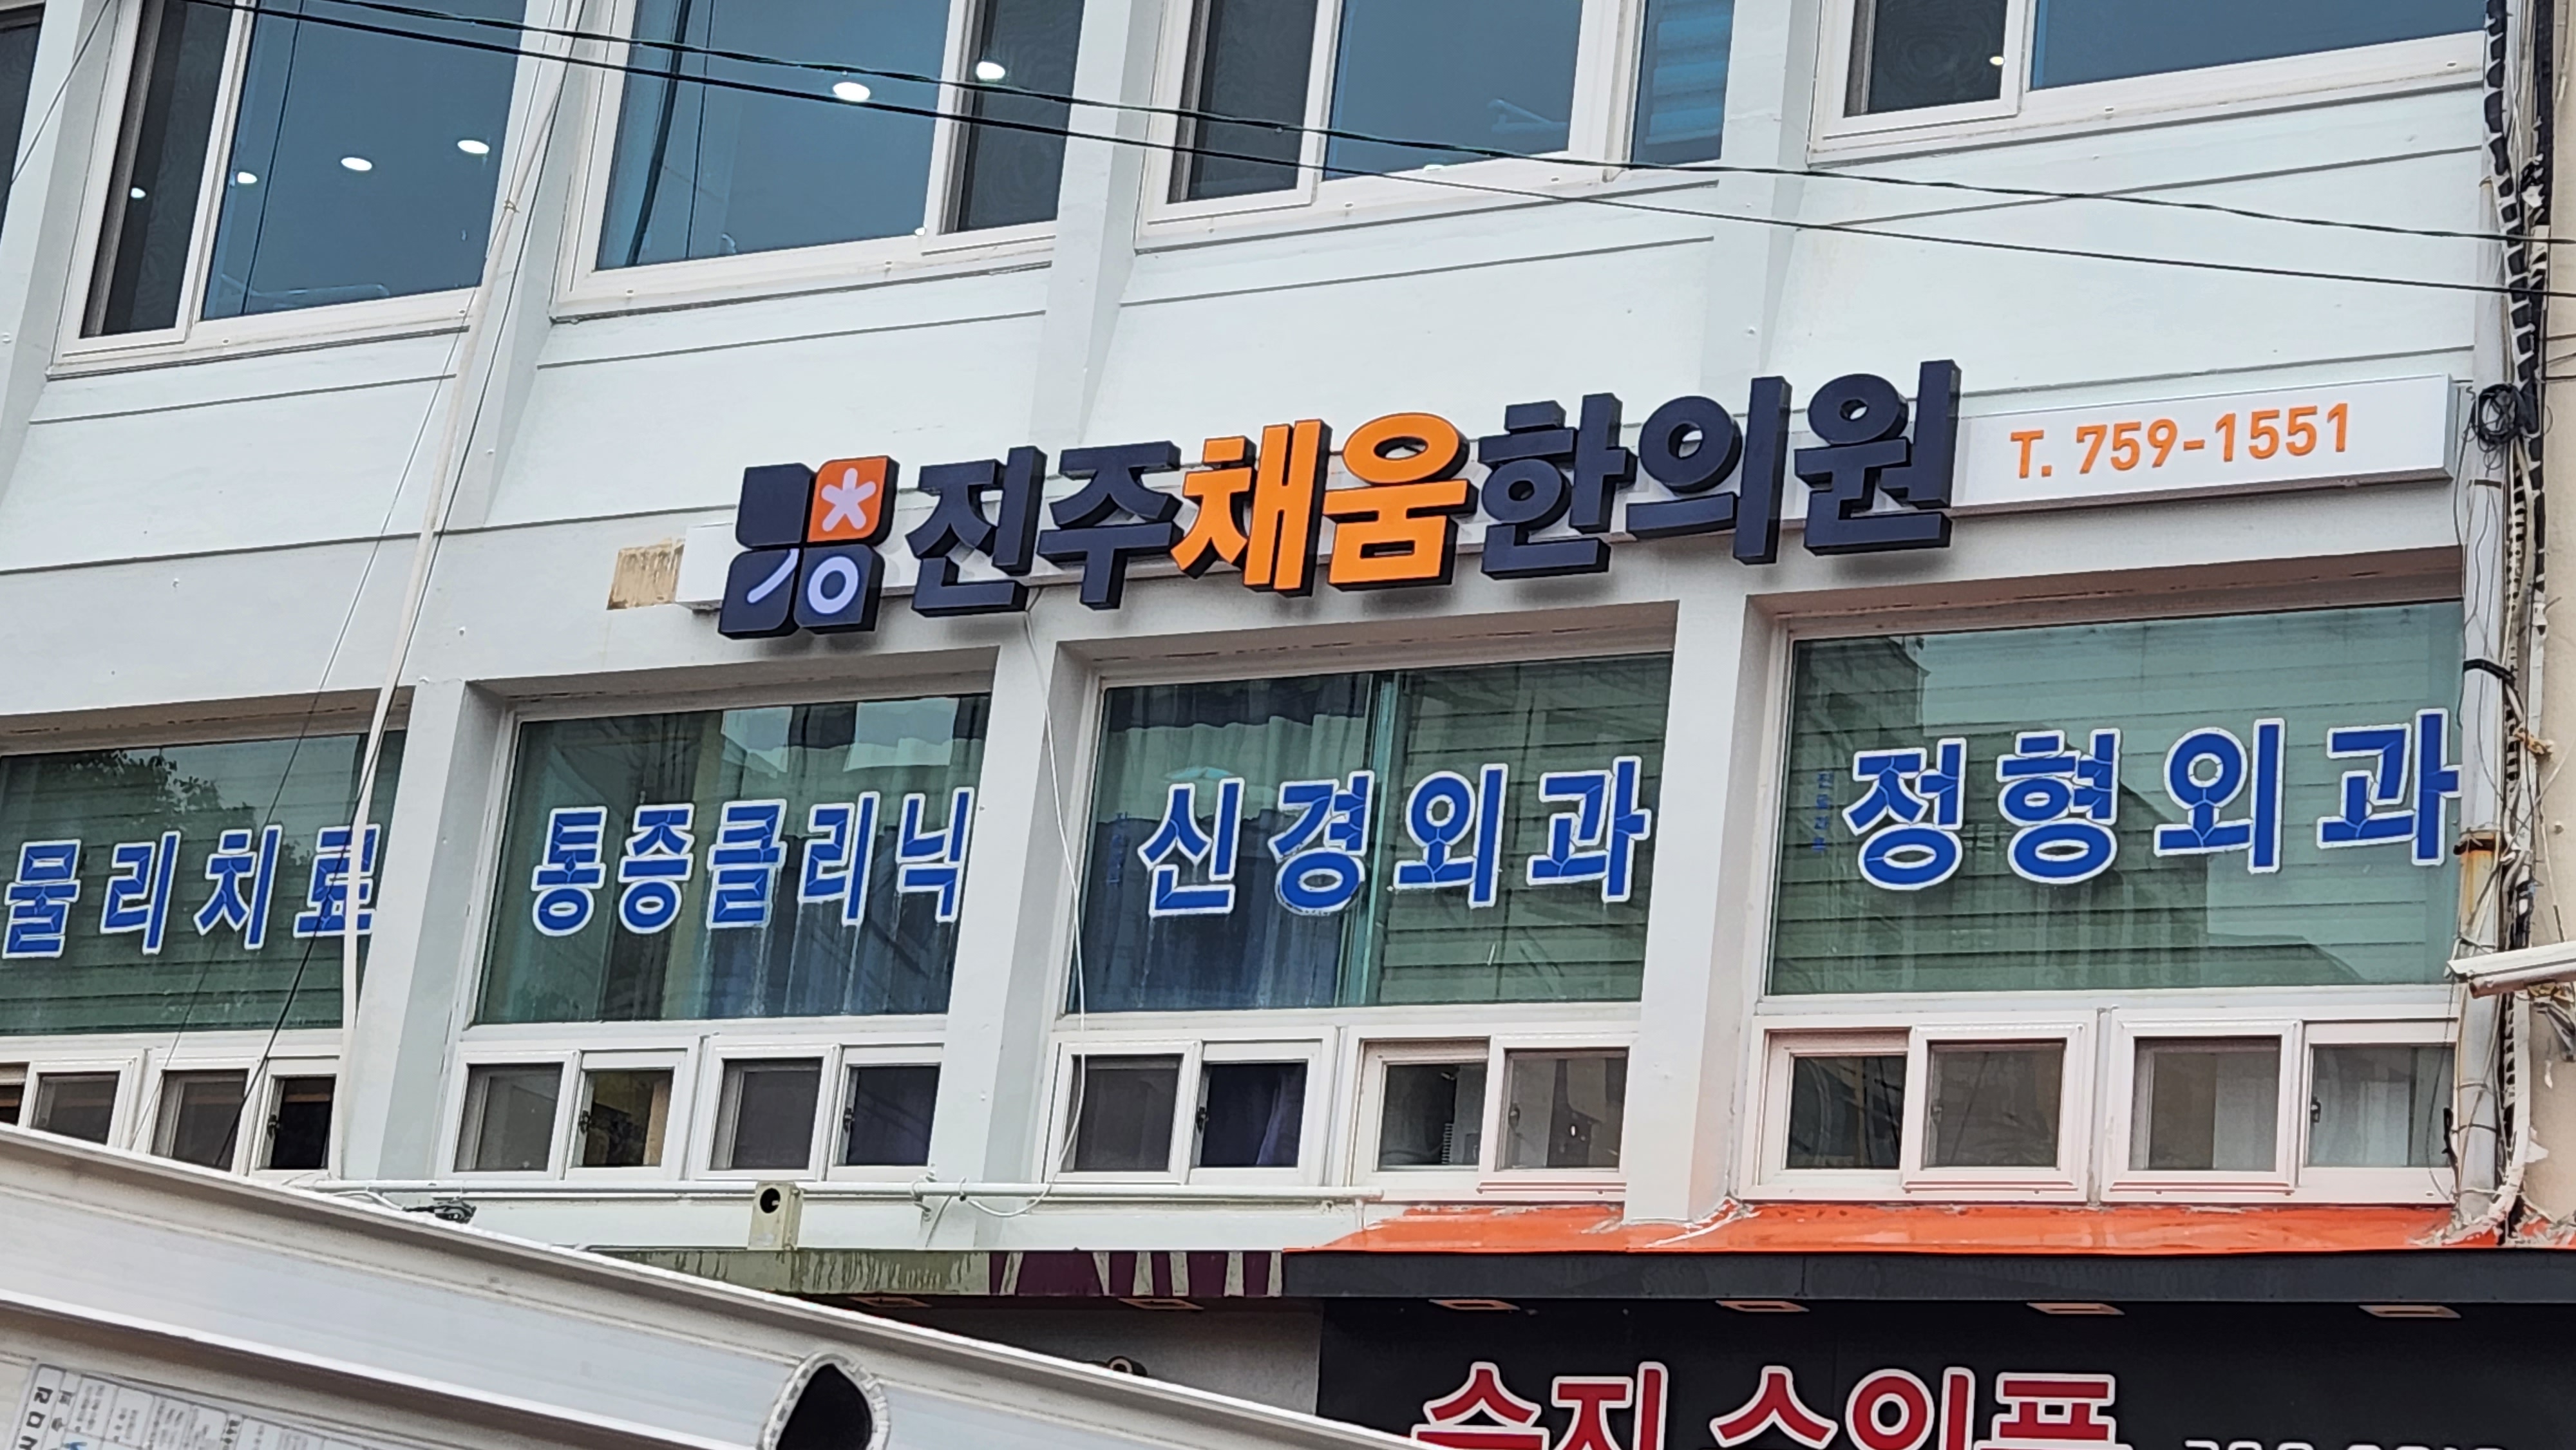 진주채움한의원 T. 759-1551
물리치료 통증클리닉 신경외과 정형외과